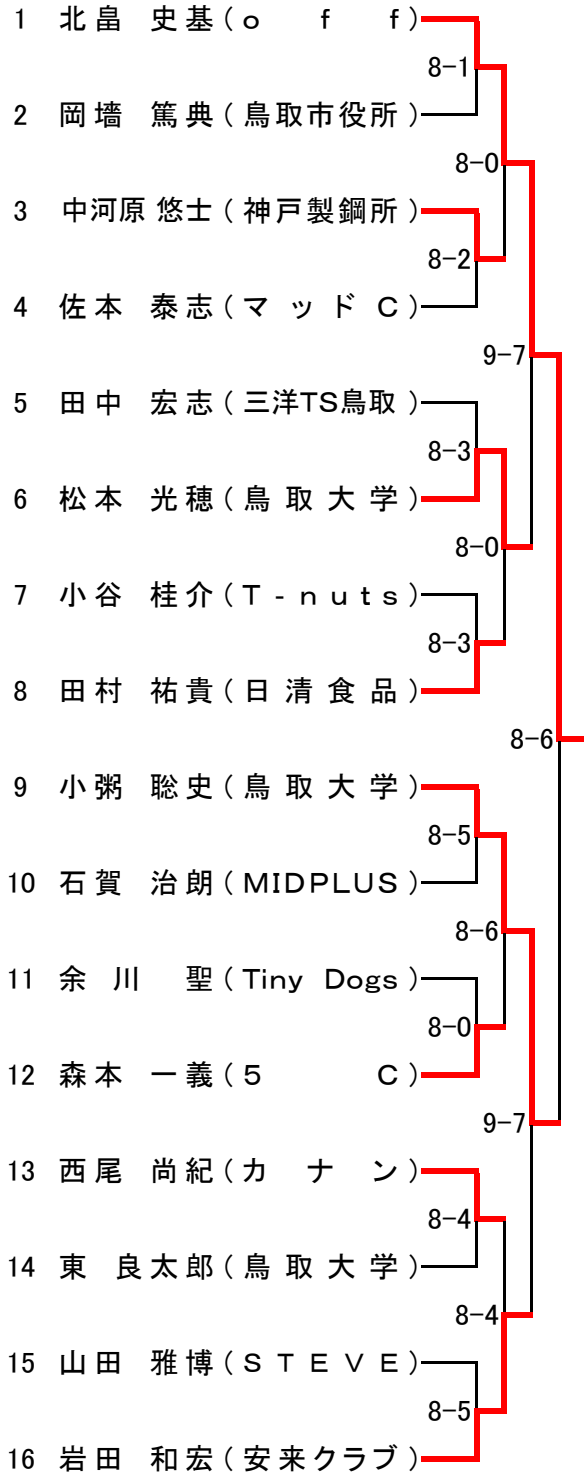 1 北畠 史基(o f f)
8-1
2 岡墻 篤典(鳥取市役所)
8-0
3 中河原 悠士(神戸製鋼所)
8-2
4 佐本 泰志(マッドC)
9-7
5 田中 宏志(三洋TS鳥取)
8-3
6 松本 光穂(鳥取大学)
8-0
7 小谷 桂介(T-nuts)
8-3
8 田村 祐貴(日清食品)
8-6
9 小粥 聡史(鳥取大学)
8-5
10 石賀 治朗(MIDPLUS)
8-6
11 余川 聖(Tiny Dogs)
8-0
12 森本 一義(5 C)
9-7
13 西尾 尚紀(カナン)
8-4
14 東 良太郎(鳥取大学)
8-4
15 山田 雅博(STEVE)
8-5
16 岩田 和宏(安来クラブ)